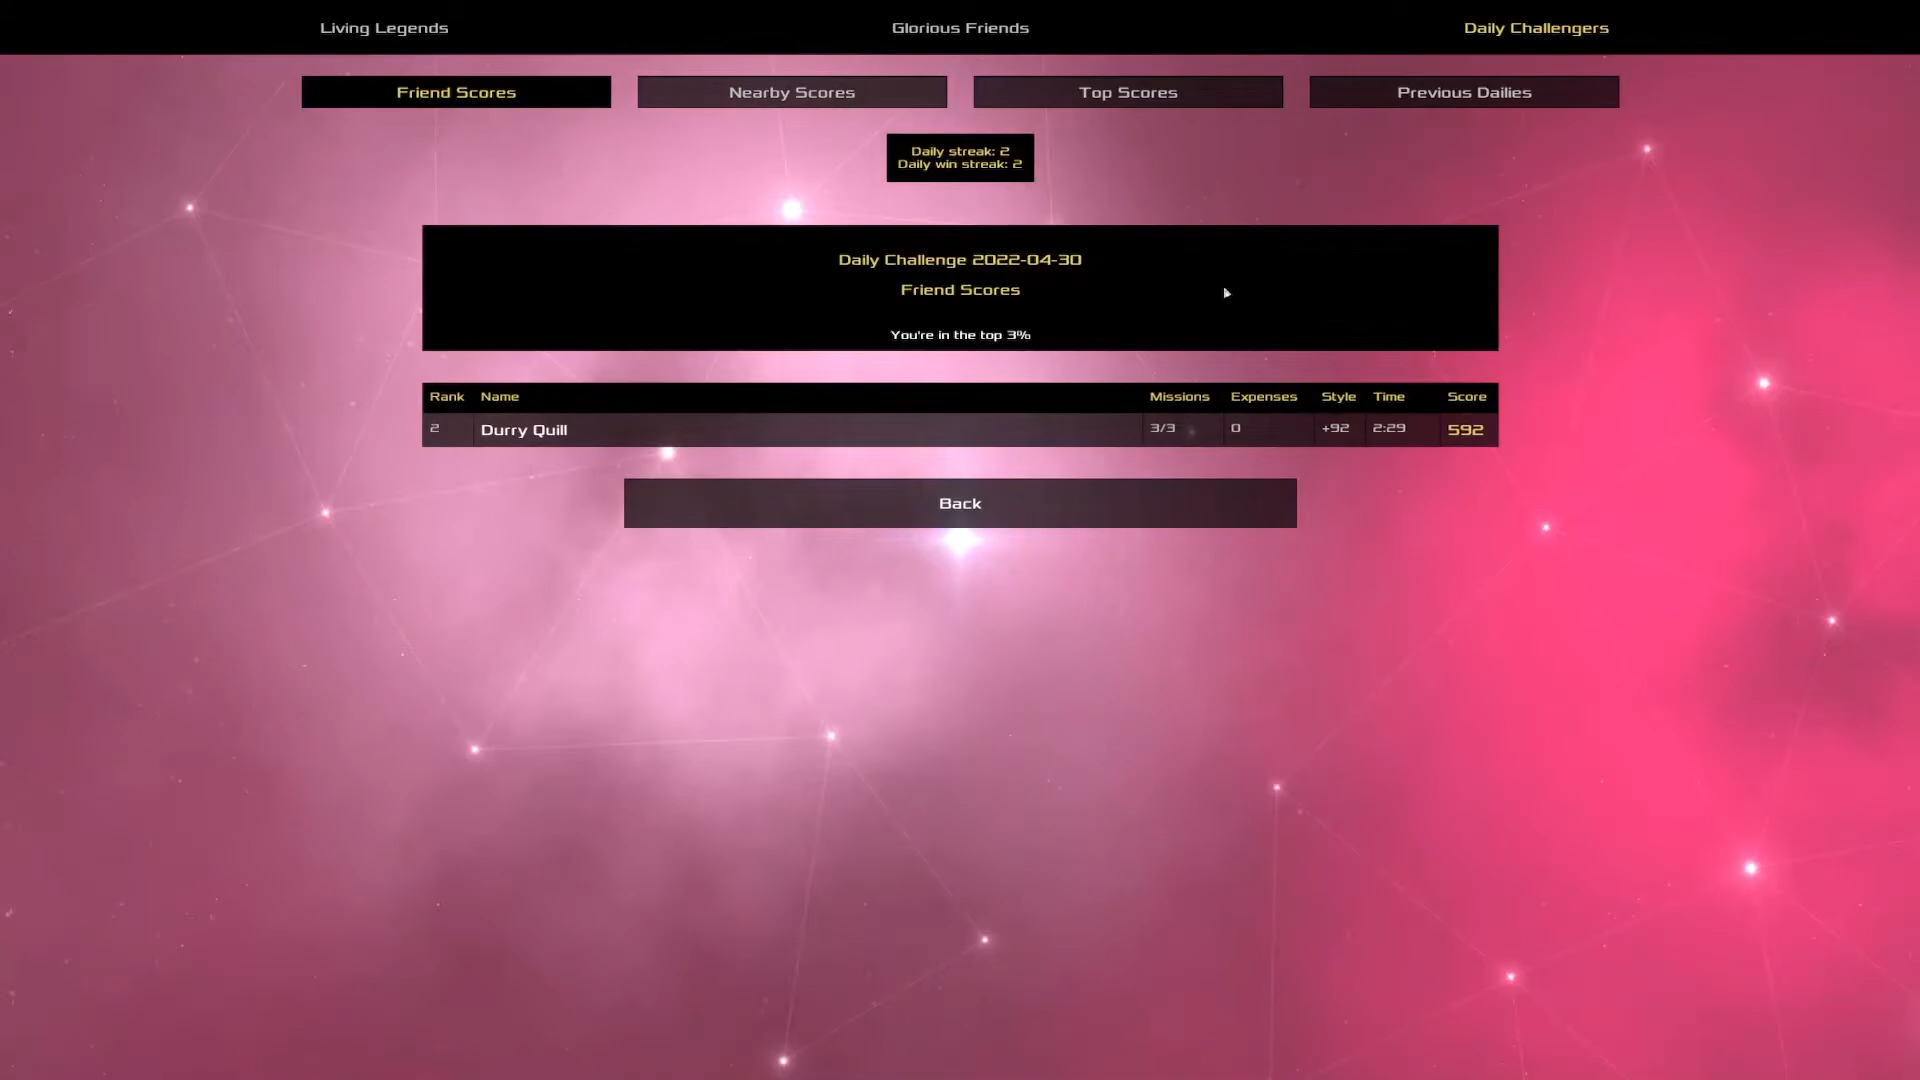 Living Legends Glorious Friends Daily Challengers
Friend Scores Nearby Scores Top Scores Previous Dailies
Daily streak: 2
Daily win streak: 2
Daily Challenge 2022-04-30
Friend Scores
You're in the top 3%
Rank Name Missions Expenses Style Time Score
2 Durry Quill 3/3 0 +92 2:29 592
Back